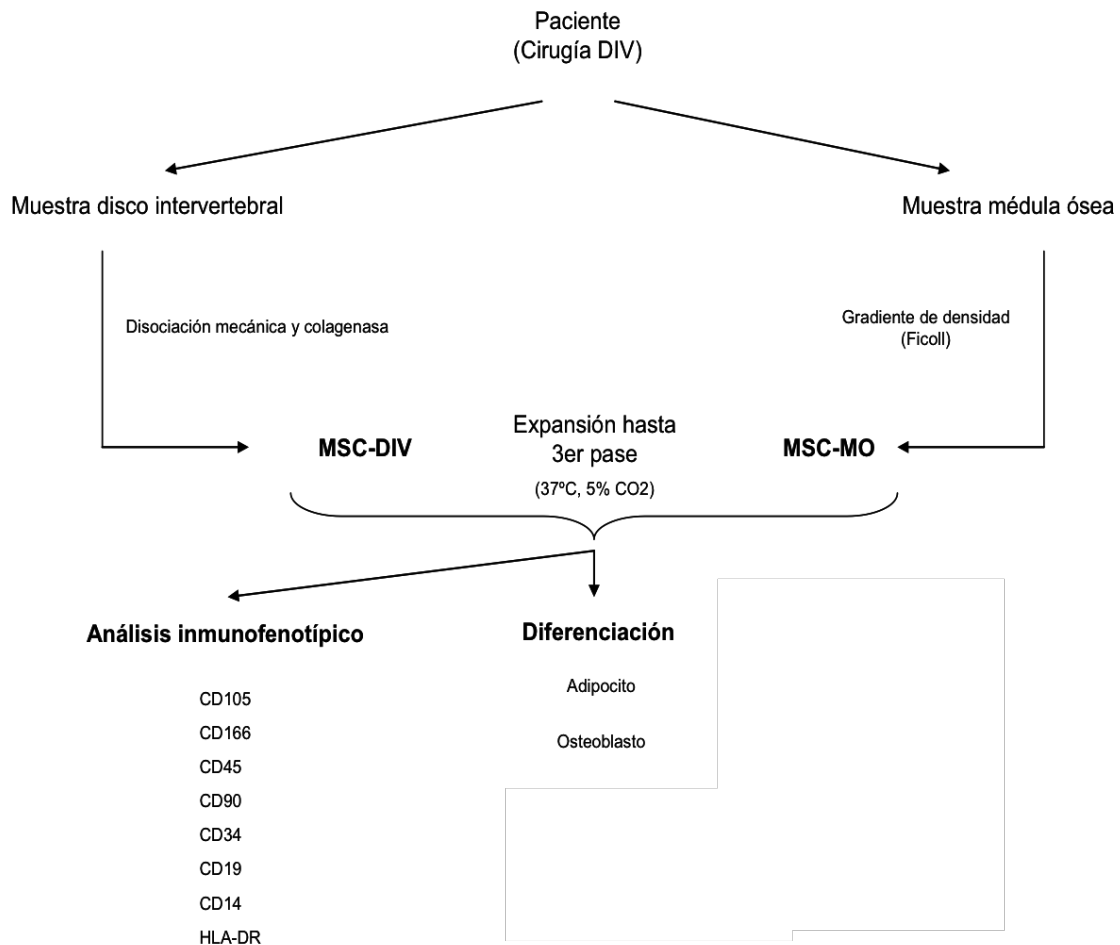 Paciente
(Cirugía DIV)
Muestra disco intervertebral
Muestra médula ósea
Disociación mecánica y colagenasa
Gradiente de densidad
(Ficoll)
MSC-DIV
Expansión hasta
3er pase
(37ºC, 5% CO2)
MSC-MO
Análisis inmunofenotípico
CD105
CD166
CD45
CD90
CD34
CD19
CD14
HLA-DR
Diferenciación
Adipocito
Osteoblasto